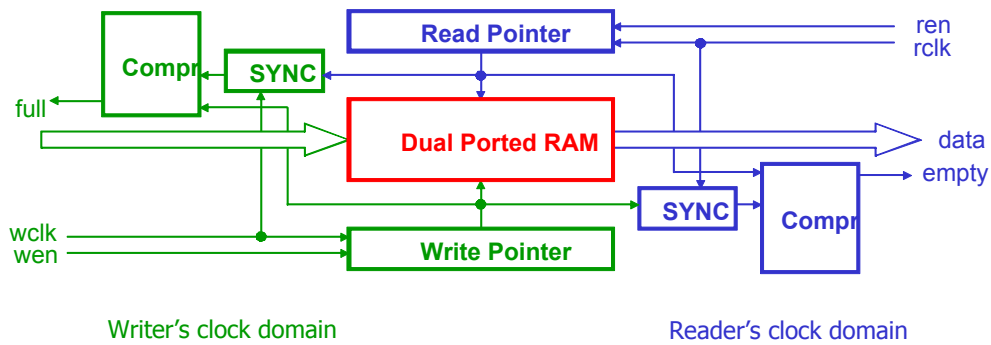 Read Pointer
ren
rclk
Compr
SYNC
full
Dual Ported RAM
data
empty
SYNC
Compr
wclk
wen
Write Pointer
Writer's clock domain
Reader's clock domain